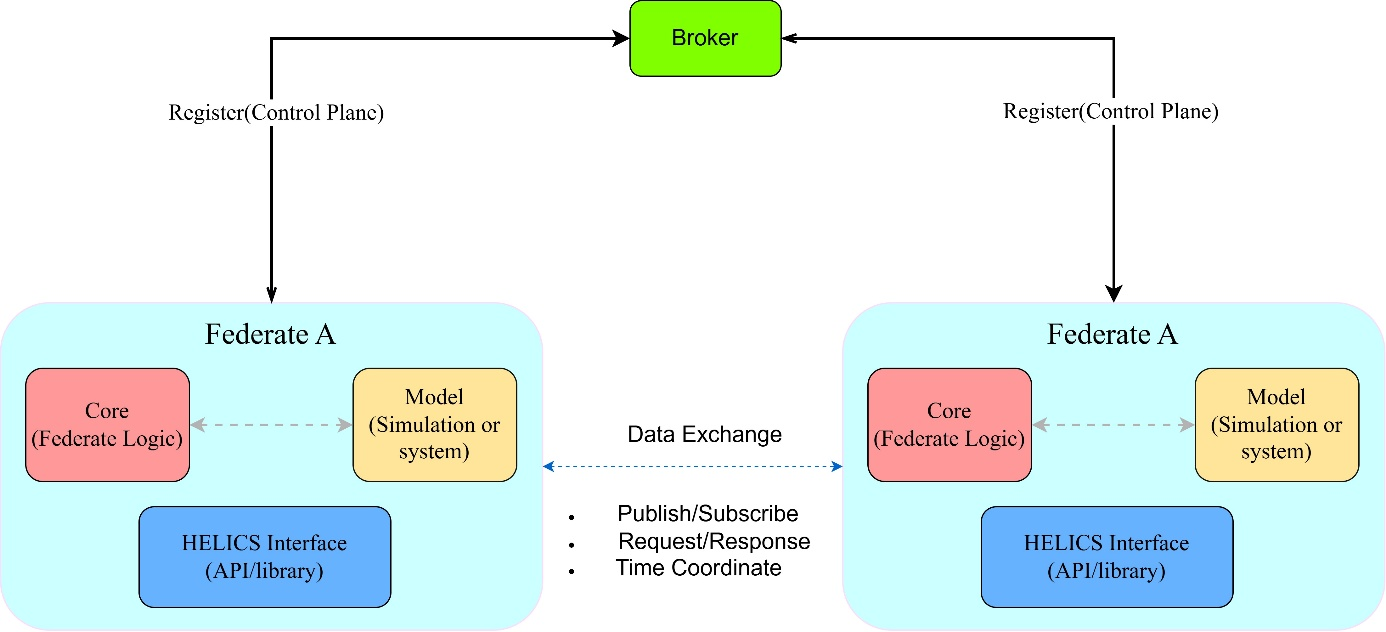 Broker
Register(Control Plane)
Register(Control Plane)
Federate A
Core
(Federate Logic)
Model
(Simulation or
system)
HELICS Interface
(API/library)
Data Exchange
• Publish/Subscribe
• Request/Response
• Time Coordinate
Federate A
Core
(Federate Logic)
Model
(Simulation or
system)
HELICS Interface
(API/library)